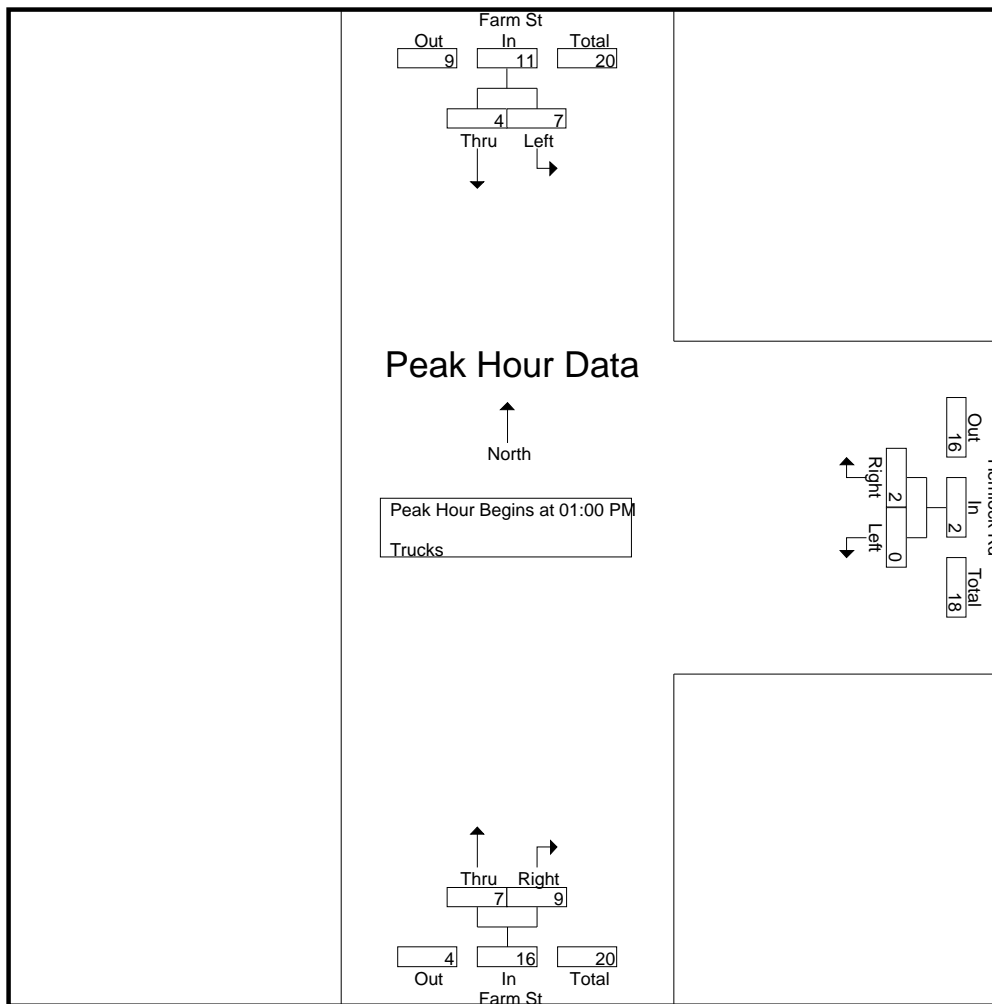 Farm St
Out In Total
9 11 20
4 7
Thru Left
Peak Hour Data
North
Peak Hour Begins at 01:00 PM
Trucks
Rd
Out In Total
16 2 18
Right Left
2 0
Thru Right
7 9
4 16 20
Out In Total
Farm St